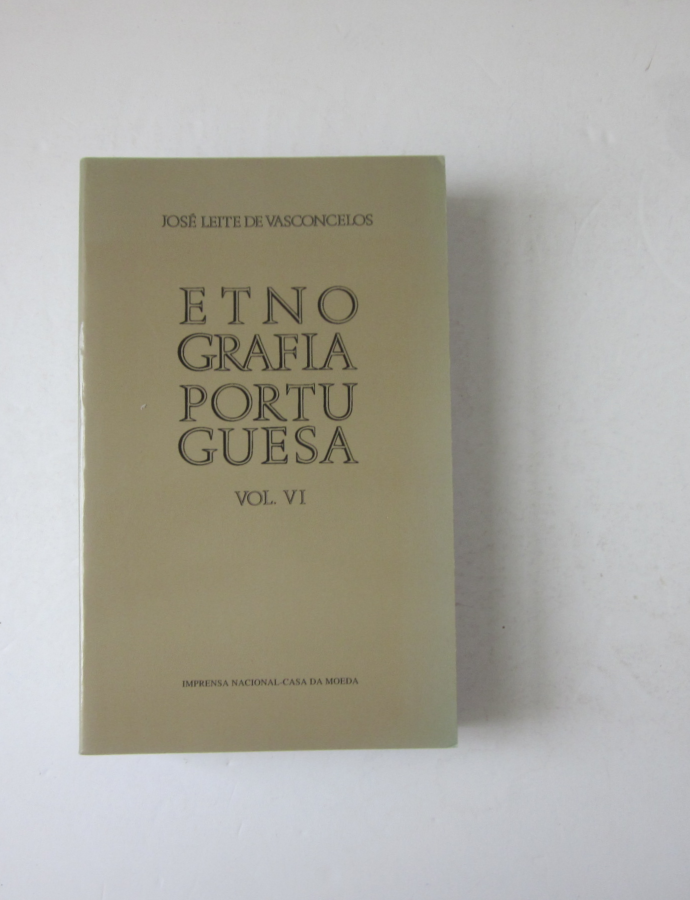 JOSÉ LEITE DE VASCONCELOS
ETNO
GRAFIA
PORTU
GUESA
VOL. VI
IMPRENSA NACIONAL-CASA DA MOEDA